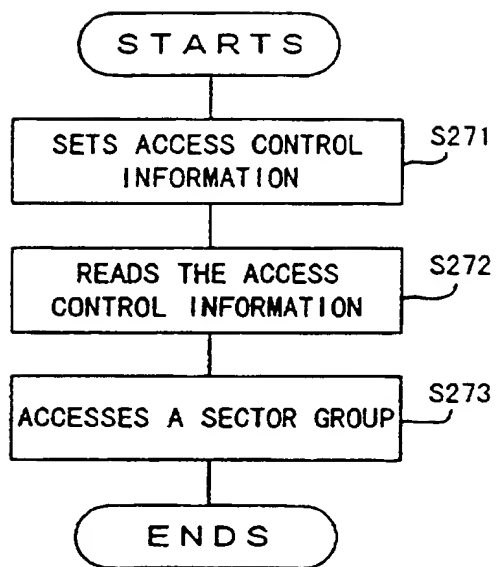 STARTS
SETS ACCESS CONTROL
INFORMATION
S271
READS THE ACCESS
CONTROL INFORMATION
S272
ACCESSES A SECTOR GROUP
S273
ENDS